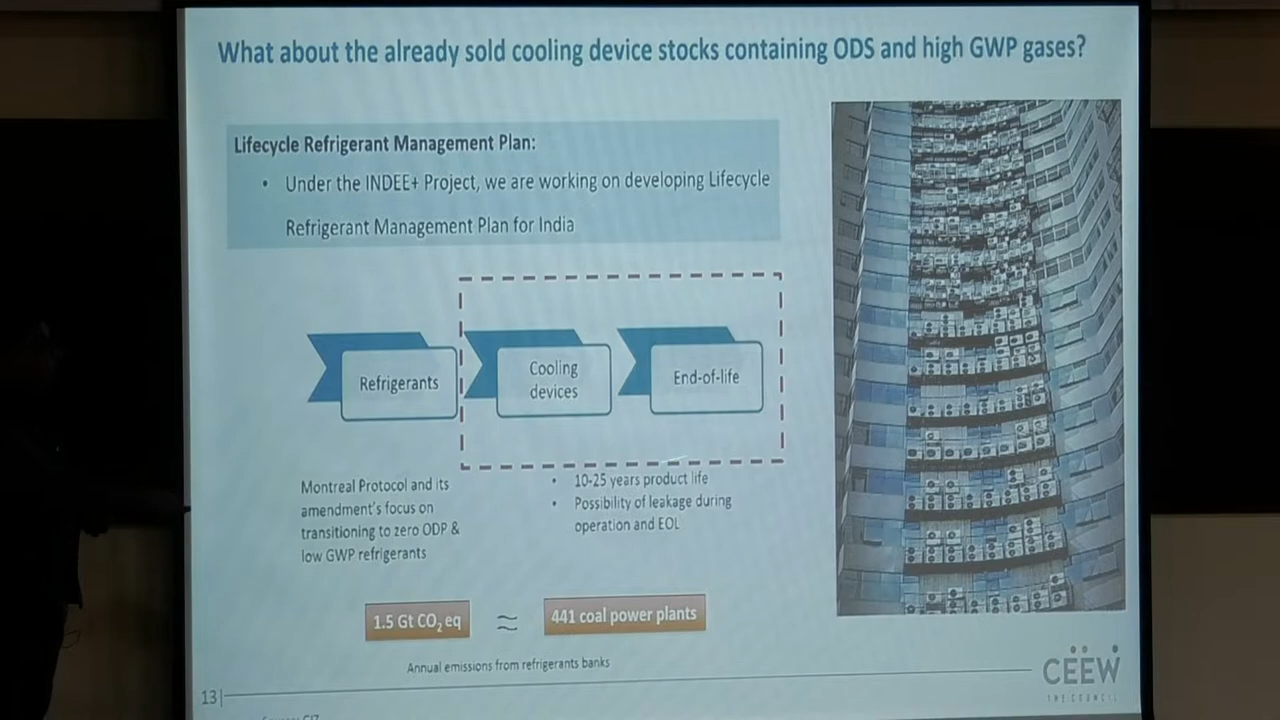 What about the already sold cooling device stocks containing ODS and high GWP gases?
Lifecycle Refrigerant Management Plan:
• Under the INDEE+ Project, we are working on developing Lifecycle
Refrigerant Management Plan for India
Refrigerants
Cooling
devices
End-of-life
Montreal Protocol and its
amendment's focus on
transitioning to zero ODP &
low GWP refrigerants
• 10-25 years product life
• Possibility of leakage during
operation and EOL
1.5 Gt CO₂ eq
≈
441 coal power plants
Annual emissions from refrigerants banks
13|
CEEW
THE COUNCIL